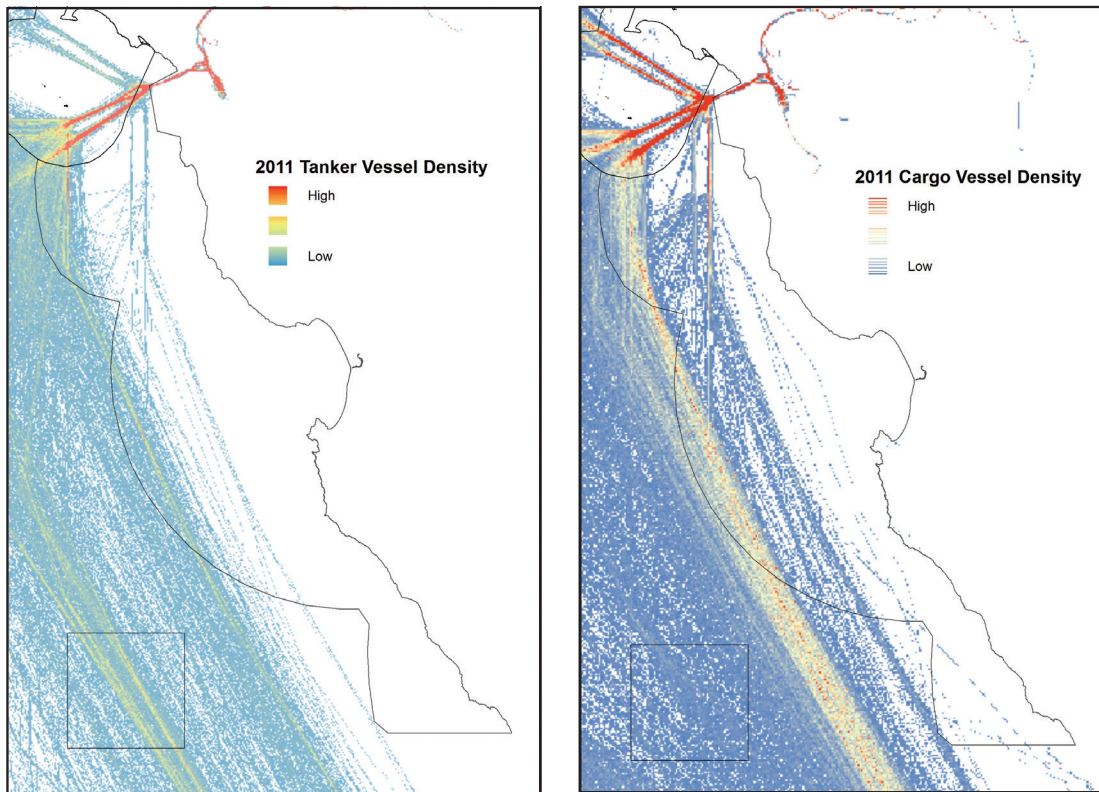 2011 Tanker Vessel Density
High
Low
2011 Cargo Vessel Density
High
Low